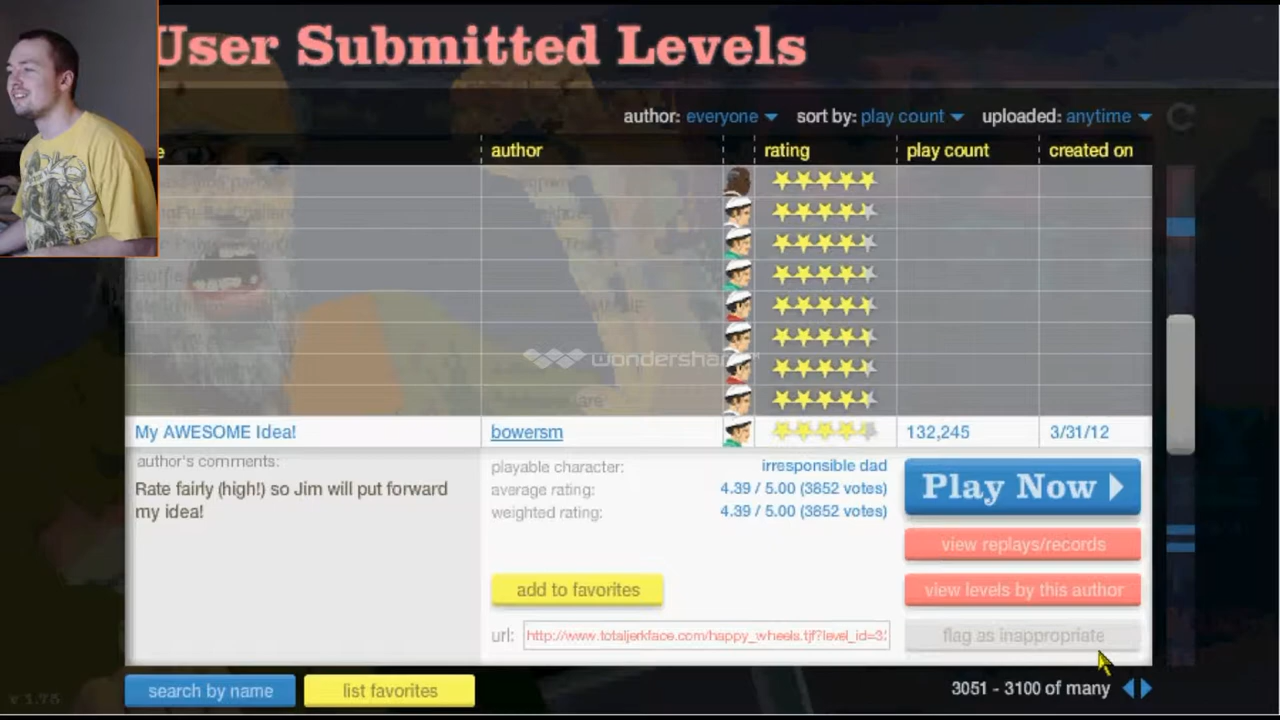 User Submitted Levels
author: everyone sort by: play count uploaded: anytime
author rating play count created on
wondershar
My AWESOME Idea! bowersm 132,245 3/31/12
author's comments:
Rate fairly (high!) so Jim will put forward
my idea!
playable character: irresponsible dad
average rating: 4.39 / 5.00 (3852 votes)
weighted rating: 4.39 / 5.00 (3852 votes)
Play Now
view replays/records
add to favorites
view levels by this author
url: http://www.totaljerkface.com/happy_wheels.tjf?level_id=3
flag as inappropriate
v 1.75
search by name list favorites
3051 - 3100 of many